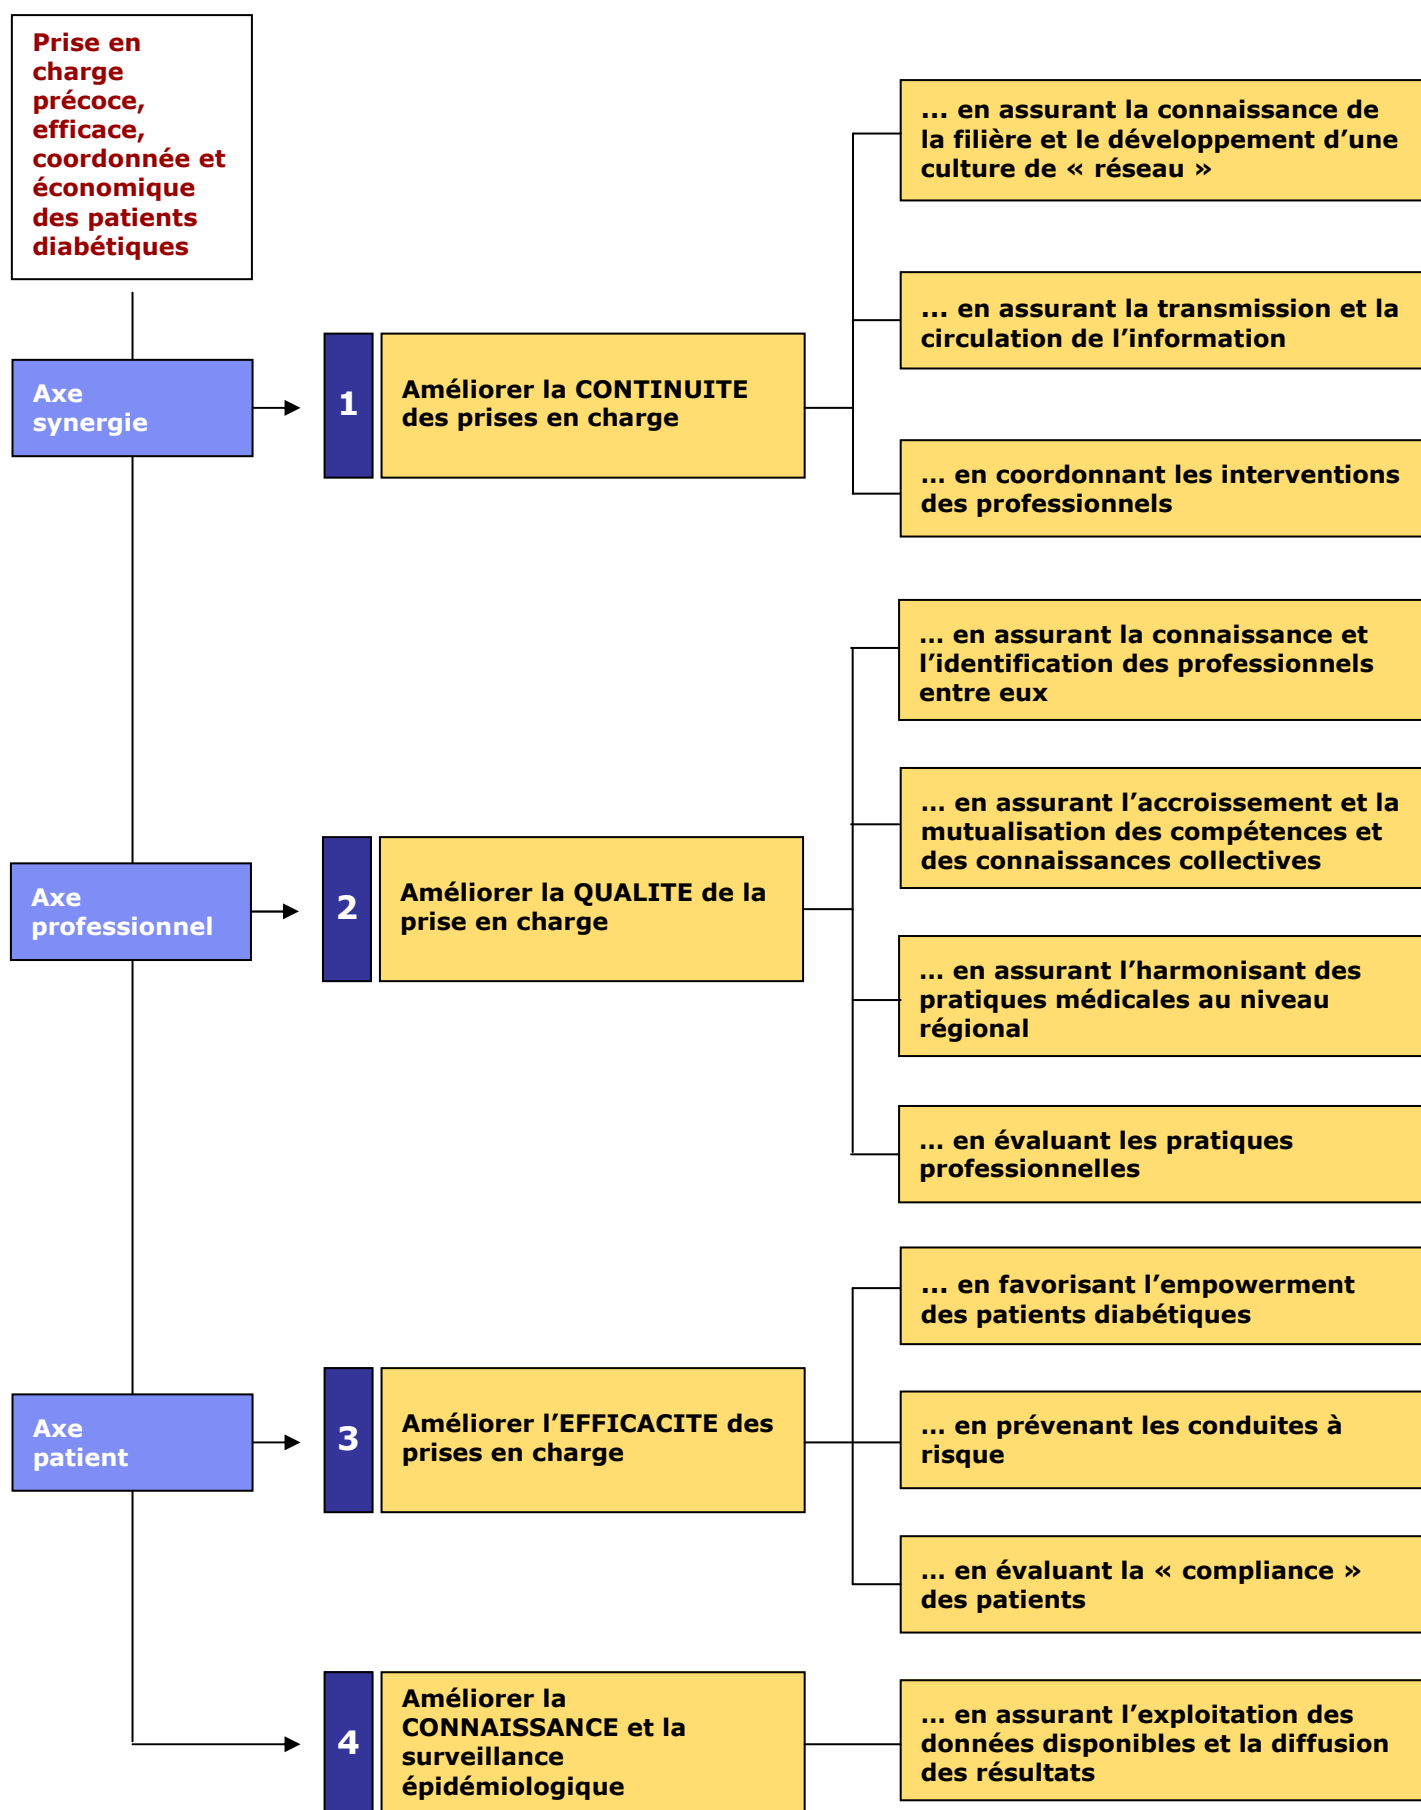 Prise en
charge
précoce,
efficace,
coordonnée et
économique
des patients
diabétiques
Axe
synergie
1
Améliorer la CONTINUITE
des prises en charge
... en assurant la connaissance de
la filière et le développement d’une
culture de « réseau »
... en assurant la transmission et la
circulation de l’information
... en coordonnant les interventions
des professionnels
Axe
professionnel
2
Améliorer la QUALITE de la
prise en charge
... en assurant la connaissance et
l’identification des professionnels
entre eux
... en assurant l’accroissement et la
mutualisation des compétences et
des connaissances collectives
... en assurant l’harmonisant des
pratiques médicales au niveau
régional
... en évaluant les pratiques
professionnelles
Axe
patient
3
Améliorer l’EFFICACITE des
prises en charge
... en favorisant l’empowerment
des patients diabétiques
... en prévenant les conduites à
risque
... en évaluant la « compliance »
des patients
4
Améliorer la
CONNAISSANCE et la
surveillance
épidémiologique
... en assurant l’exploitation des
données disponibles et la diffusion
des résultats